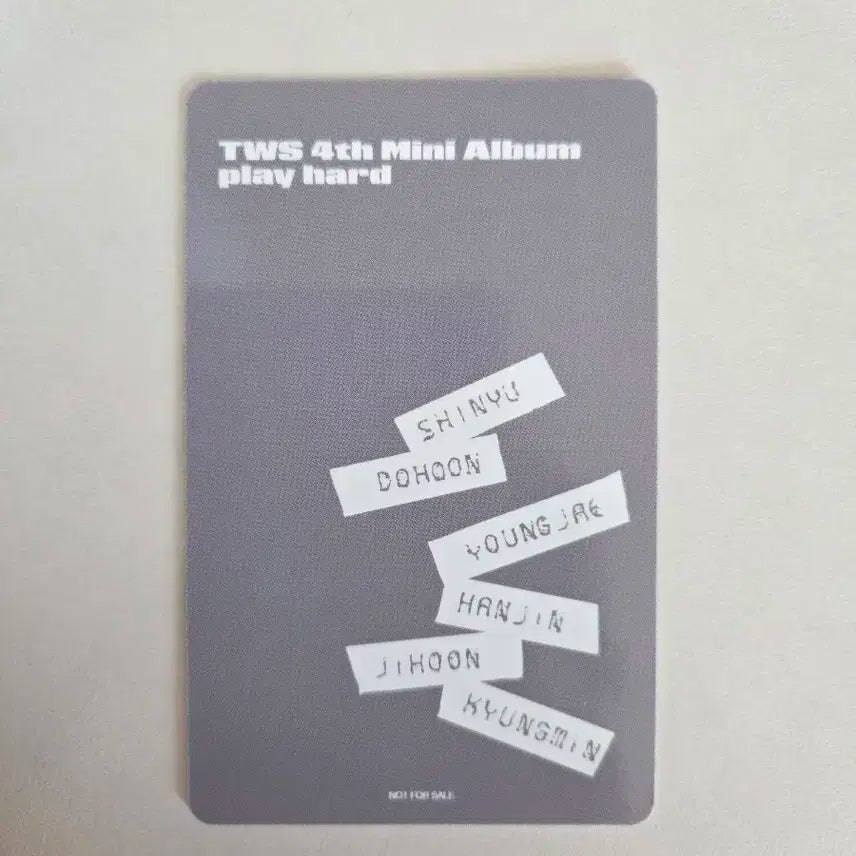 TWS 4th Mini Album
play hard
SHiNYU
DOHOON
YOUNGJAE
HANJiN
JiHOON
KYUNGMiN
NOT FOR SALE